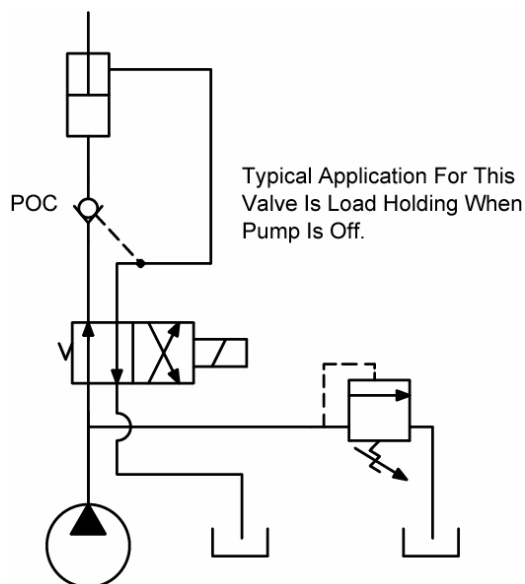 Typical Application For This
POC
Valve Is Load Holding When
Pump Is Off.